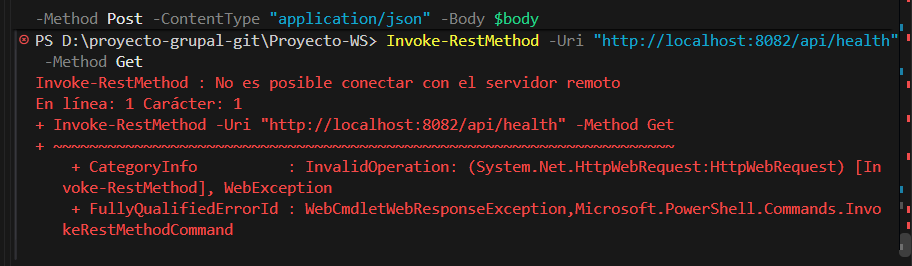 -Method Post -ContentType "application/json" -Body $body
PS D:\proyecto-grupal-git\Proyecto-WS> Invoke-RestMethod -Uri "http://localhost:8082/api/health"
-Method Get
Invoke-RestMethod : No es posible conectar con el servidor remoto
En línea: 1 Carácter: 1
+ Invoke-RestMethod -Uri "http://localhost:8082/api/health" -Method Get
+ ~~~~~~~~~~~~~~~~~~~~~~~~~~~~~~~~~~~~~~~~~~~~~~~~~~~~~~~~~~~~~~~~~~~~~
+ CategoryInfo : InvalidOperation: (System.Net.HttpWebRequest:HttpWebRequest) [In
voke-RestMethod], WebException
+ FullyQualifiedErrorId : WebCmdletWebResponseException,Microsoft.PowerShell.Commands.Invo
keRestMethodCommand